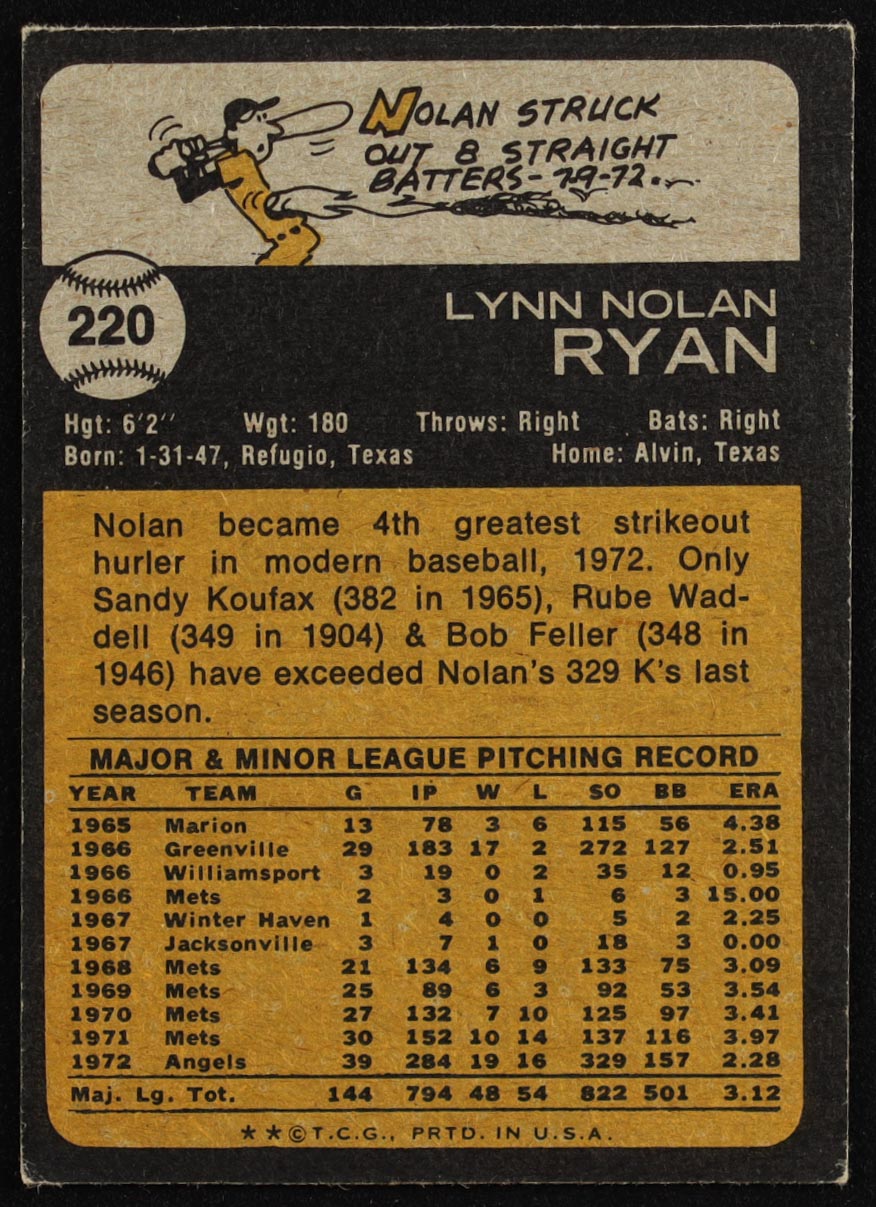 NOLAN STRUCK
OUT 8 STRAIGHT
BATTERS - 7-9-72.
220
LYNN NOLAN
RYAN
Hgt: 6'2" Wgt: 180 Throws: Right Bats: Right
Born: 1-31-47, Refugio, Texas Home: Alvin, Texas
Nolan became 4th greatest strikeout
hurler in modern baseball, 1972. Only
Sandy Koufax (382 in 1965), Rube Wad-
dell (349 in 1904) & Bob Feller (348 in
1946) have exceeded Nolan's 329 K's last
season.
MAJOR & MINOR LEAGUE PITCHING RECORD
YEAR TEAM G IP W L SO BB ERA
1965 Marion 13 78 3 6 115 56 4.38
1966 Greenville 29 183 17 2 272 127 2.51
1966 Williamsport 3 19 0 2 35 12 0.95
1966 Mets 2 3 0 1 6 3 15.00
1967 Winter Haven 1 4 0 0 5 2 2.25
1967 Jacksonville 3 7 1 0 18 3 0.00
1968 Mets 21 134 6 9 133 75 3.09
1969 Mets 25 89 6 3 92 53 3.54
1970 Mets 27 132 7 10 125 97 3.41
1971 Mets 30 152 10 14 137 116 3.97
1972 Angels 39 284 19 16 329 157 2.28
Maj. Lg. Tot. 144 794 48 54 822 501 3.12
**©T.C.G., PRTD. IN U.S.A.